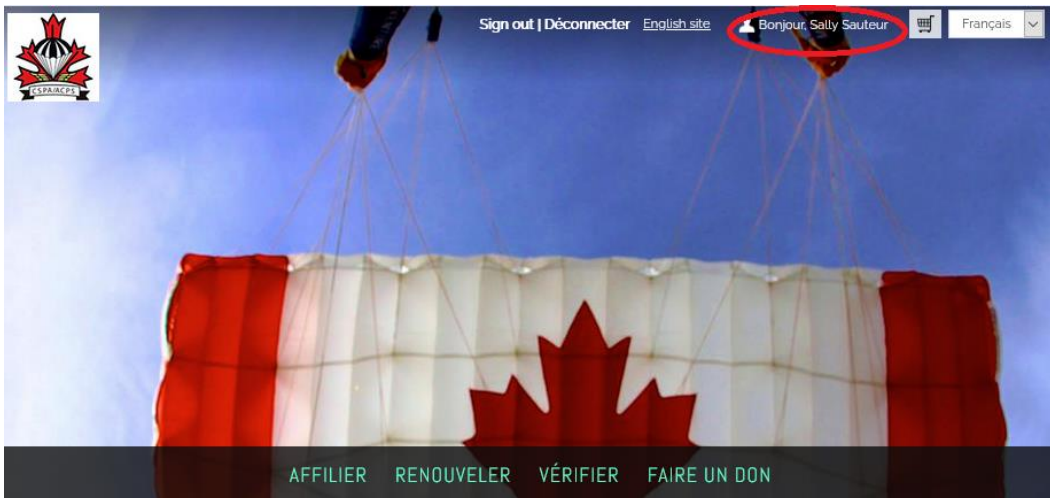 Sign out | Déconnecter English site Bonjour, Sally Sauteur Français
CSPA/ACPS
AFFILIER RENOUVELER VÉRIFIER FAIRE UN DON